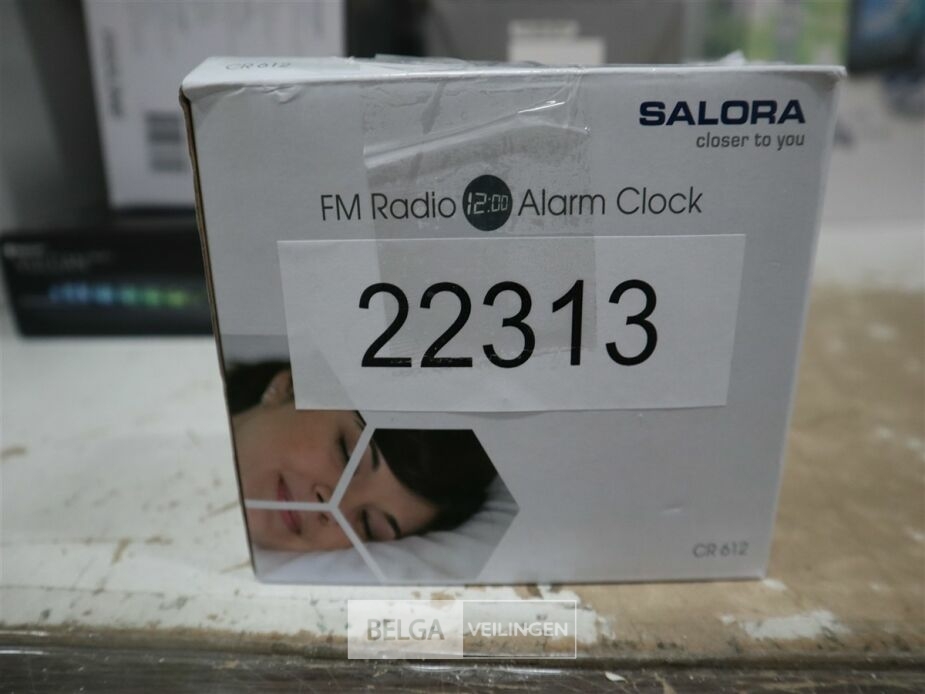 CR 612
SALORA
closer to you
FM Radio 12:00 Alarm Clock
22313
CR 612
BELGA VEILINGEN